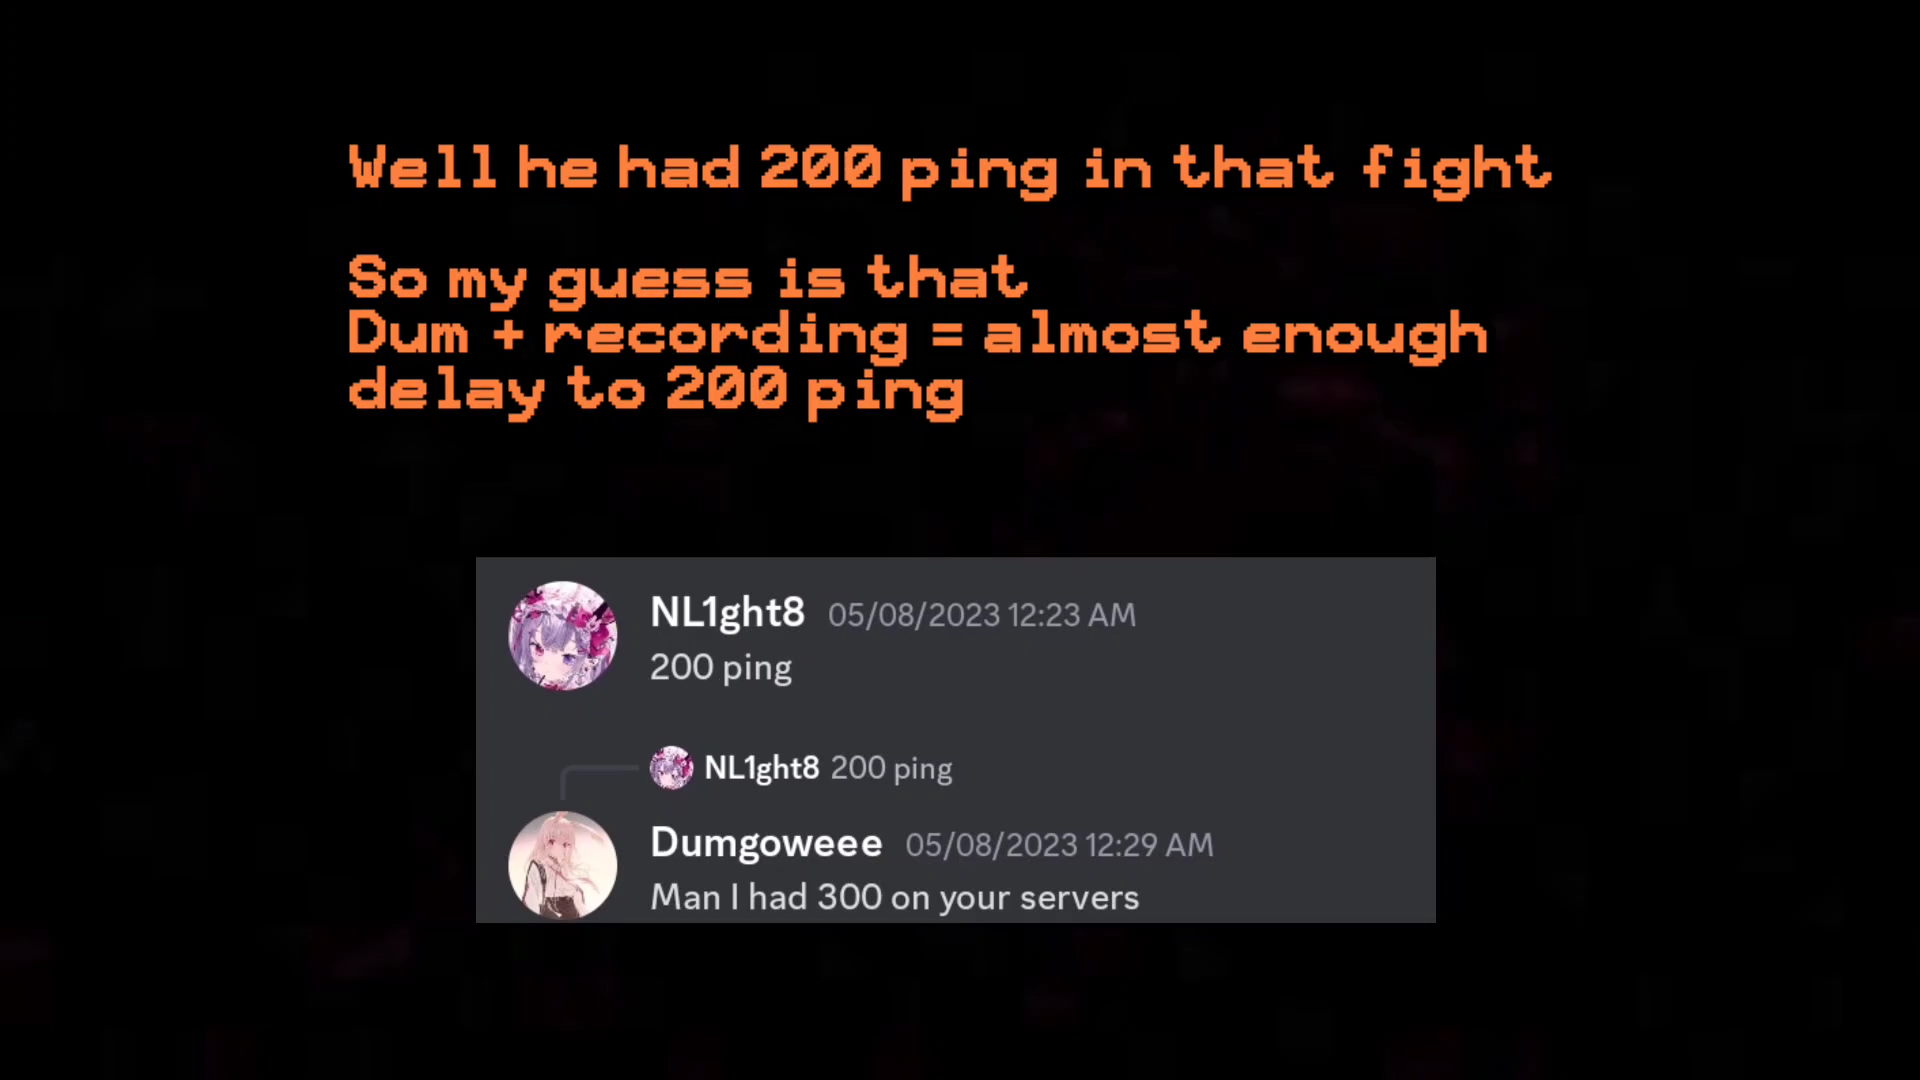 Well he had 200 ping in that fight
So my guess is that
Dum + recording = almost enough
delay to 200 ping
NL1ght8 05/08/2023 12:23 AM
200 ping
NL1ght8 200 ping
Dumgoweee 05/08/2023 12:29 AM
Man I had 300 on your servers